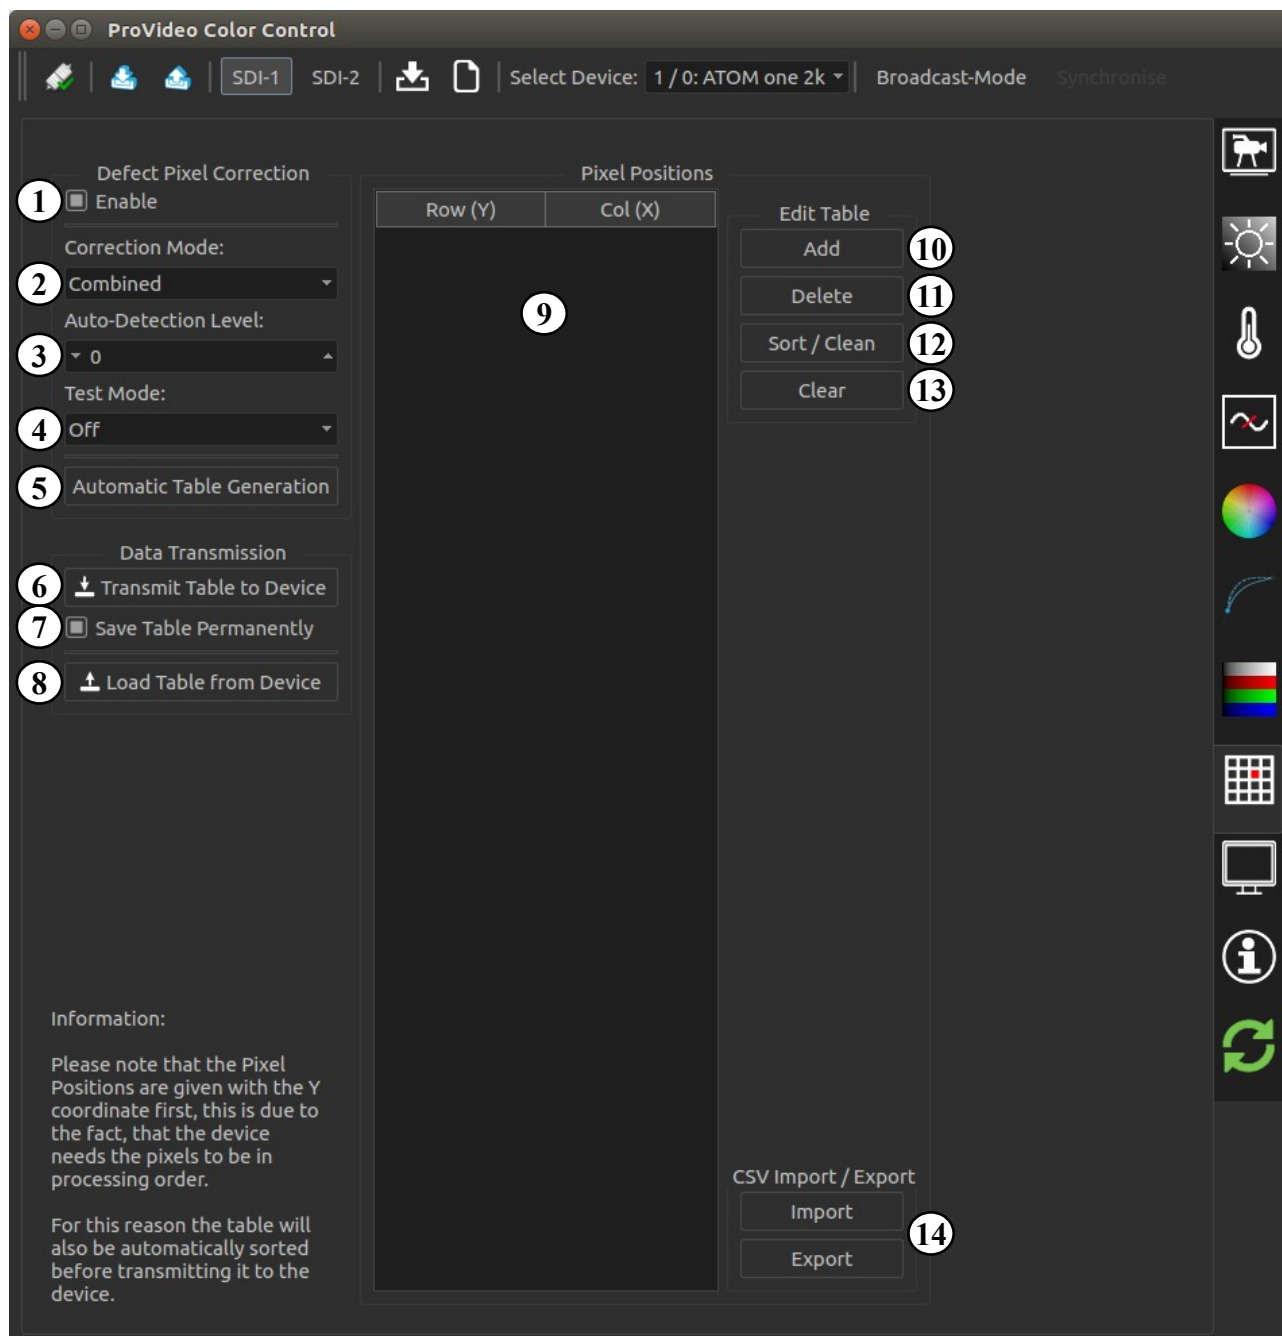 ProVideo Color Control
SDI-1 SDI-2 Select Device: 1 / 0: ATOM one 2k Broadcast-Mode Synchronise
Defect Pixel Correction
1 Enable
Correction Mode:
2 Combined
Auto-Detection Level:
3 0
Test Mode:
4 Off
5 Automatic Table Generation
Data Transmission
6 Transmit Table to Device
7 Save Table Permanently
8 Load Table from Device
Information:
Please note that the Pixel
Positions are given with the Y
coordinate first, this is due to
the fact, that the device
needs the pixels to be in
processing order.
For this reason the table will
also be automatically sorted
before transmitting it to the
device.
Pixel Positions
Row (Y) Col (X)
9
Edit Table
Add 10
Delete 11
Sort / Clean 12
Clear 13
CSV Import / Export
Import
14
Export